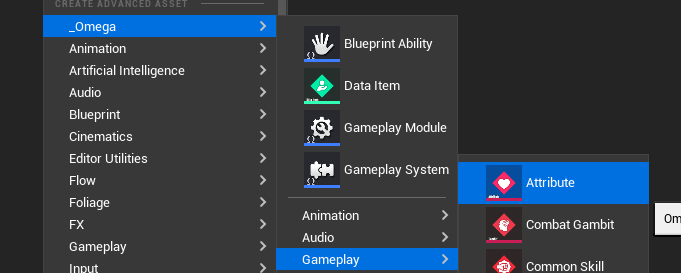 CREATE ADVANCED ASSET
_Omega
Animation
Artificial Intelligence
Audio
Blueprint
Cinematics
Editor Utilities
Flow
Foliage
FX
Gameplay
Input
Blueprint Ability
Data Item
Gameplay Module
Gameplay System
Animation
Audio
Gameplay
Attribute
Combat Gambit
Common Skill
Om